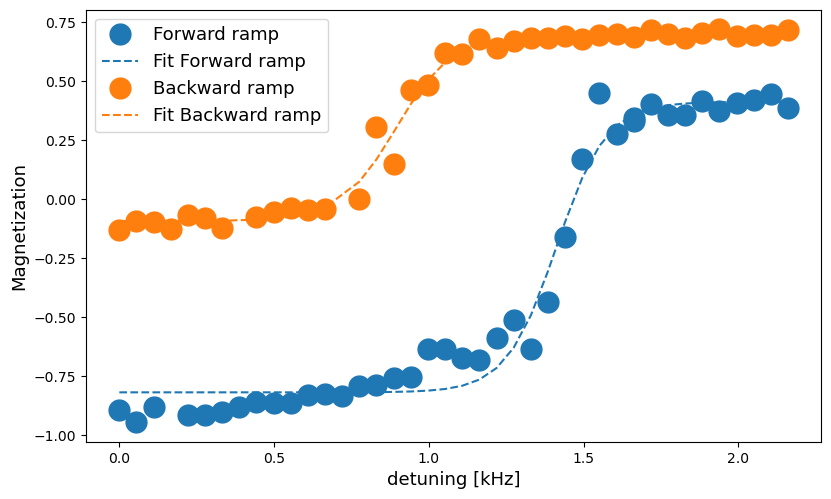 Forward ramp
Fit Forward ramp
Backward ramp
Fit Backward ramp
0.75
0.50
0.25
0.00
−0.25
−0.50
−0.75
−1.00
Magnetization
0.0 0.5 1.0 1.5 2.0
detuning [kHz]